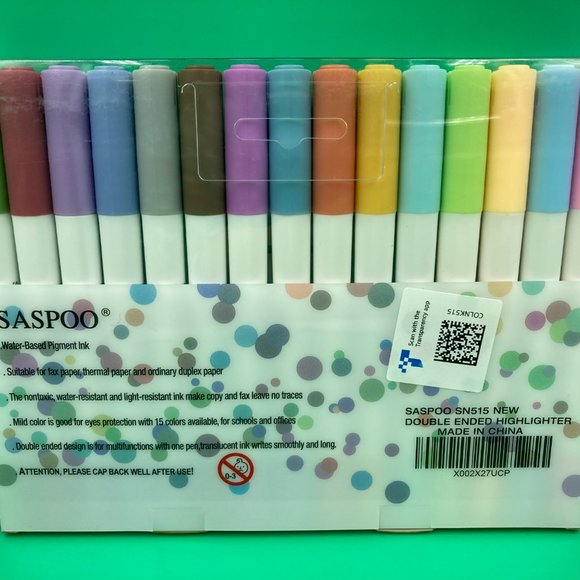 SASPOO®
Water-Based Pigment Ink
. Suitable for fax paper, thermal paper and ordinary duplex paper
. The nontoxic, water-resistant and light-resistant ink make copy and fax leave no traces
. Mild color is good for eyes protection with 15 colors available, for schools and offices
. Double ended design is for multifunctions with one pen,translucent ink writes smoothly and long.
. ATTENTION, PLEASE CAP BACK WELL AFTER USE!
0-3
Scan with the
Transparency app
COLNK515
SASPOO SN515 NEW
DOUBLE ENDED HIGHLIGHTER
MADE IN CHINA
X002X27UCP